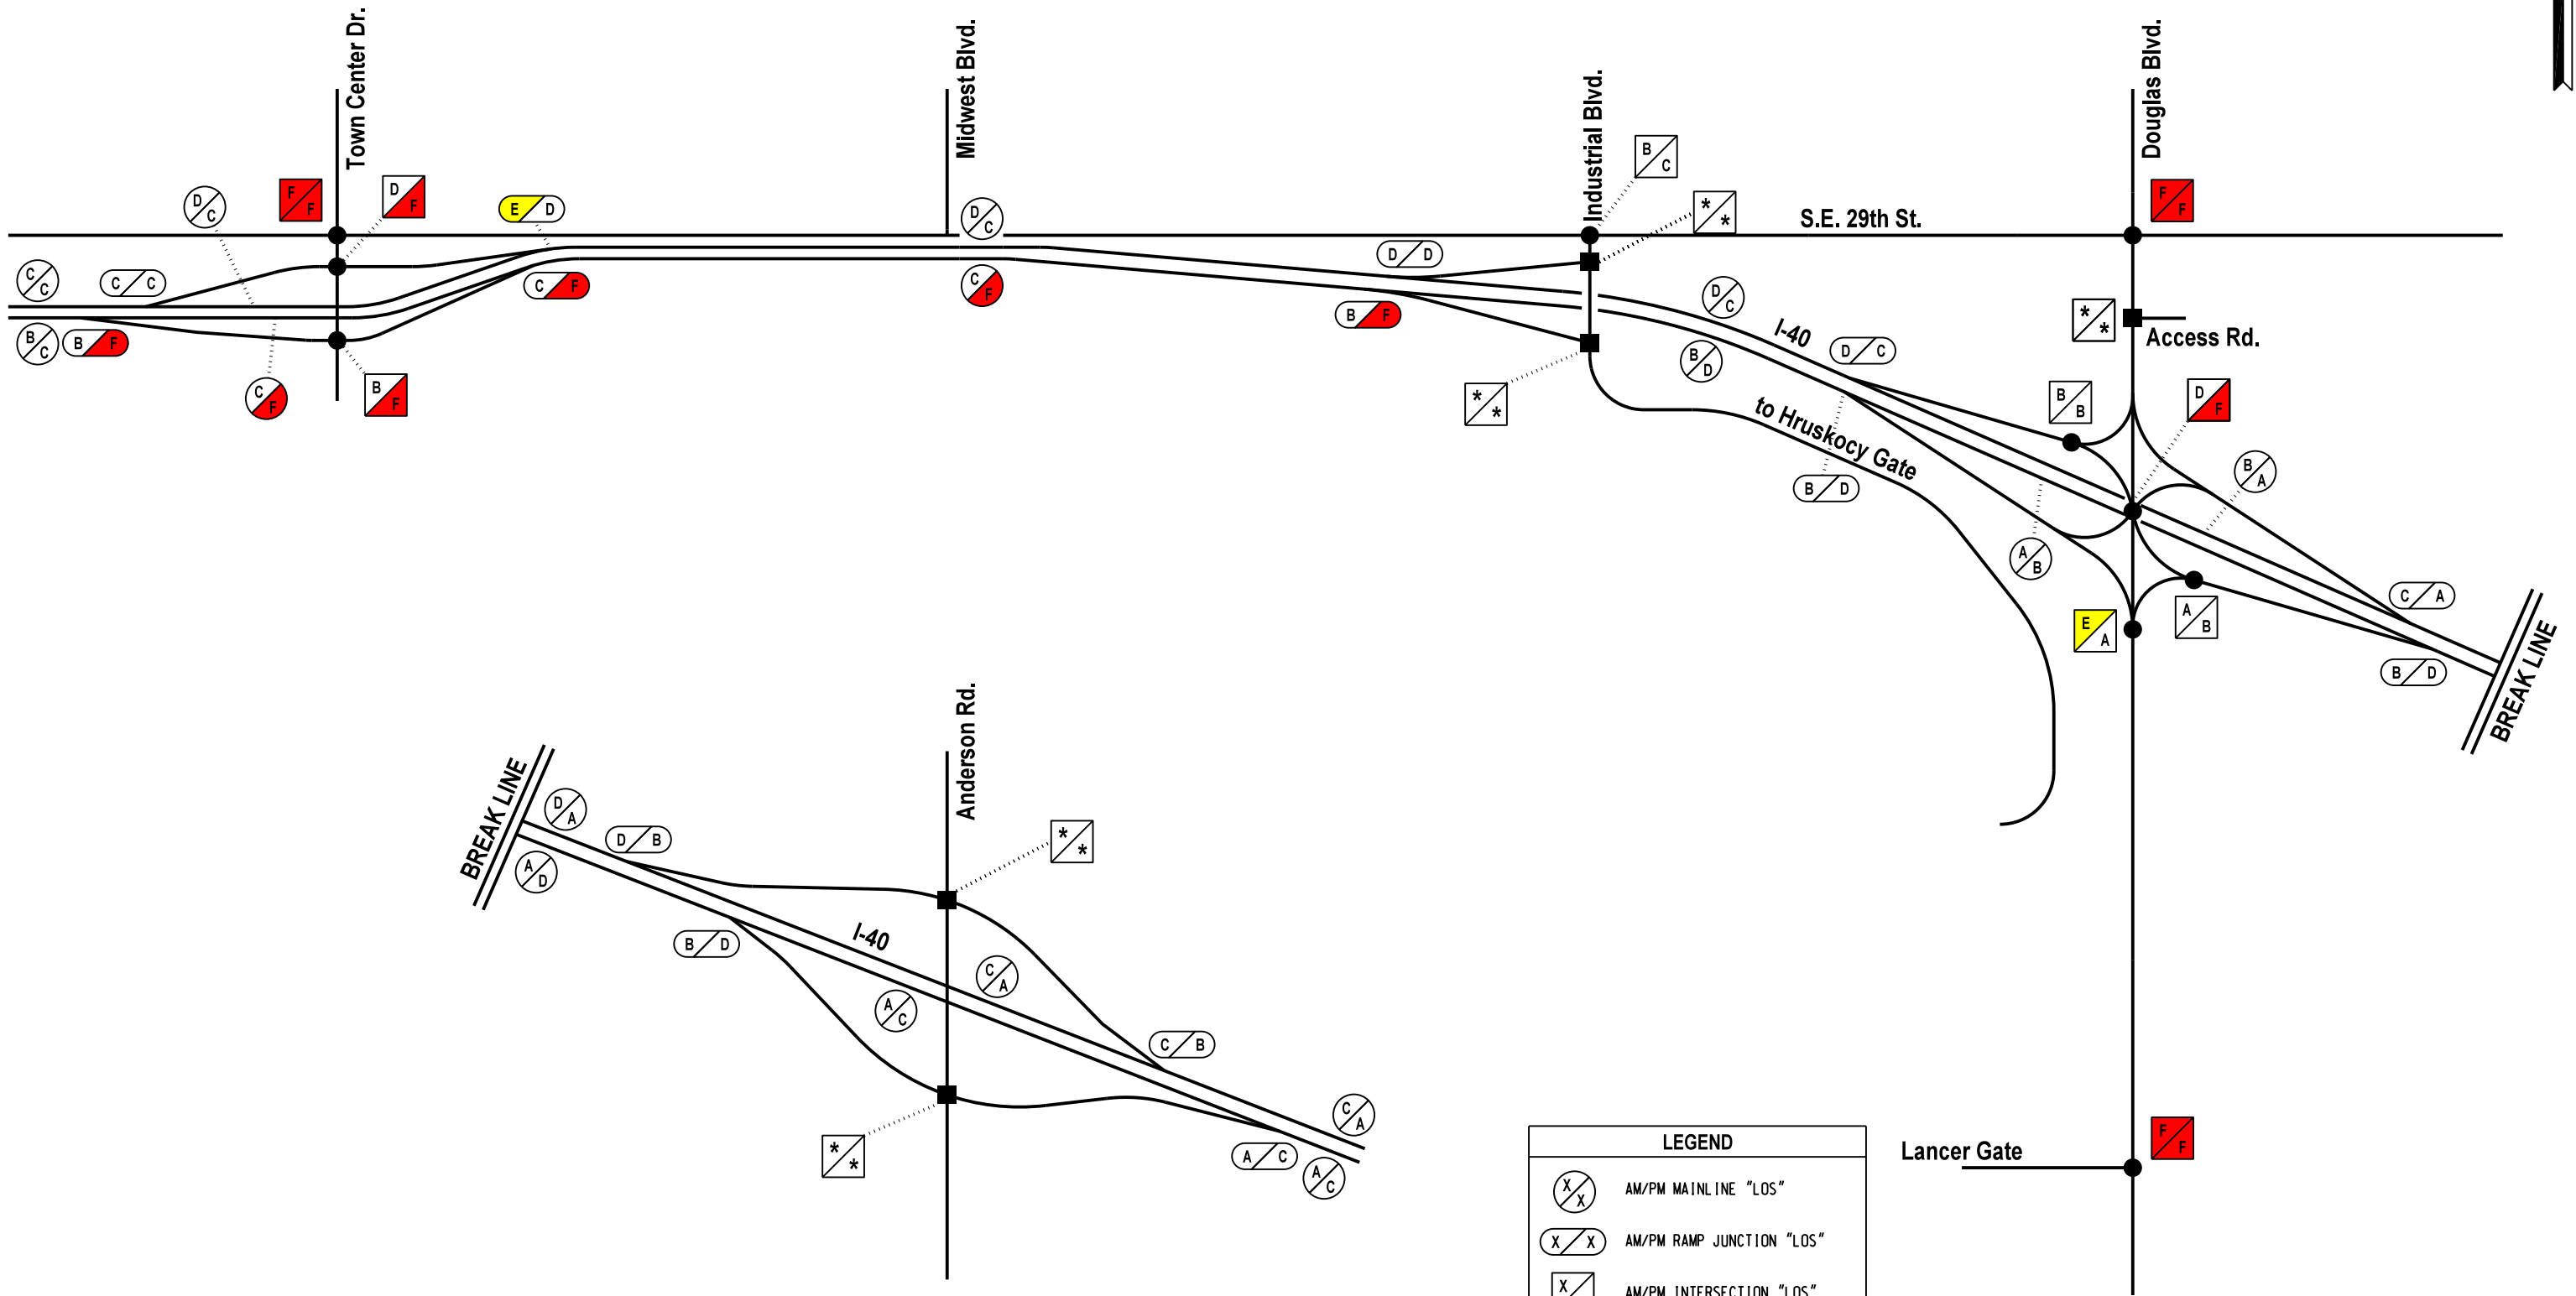 Town Center Dr.
Midwest Blvd.
Industrial Blvd.
Douglas Blvd.
B C
F F
D F
D C
E D
* *
F F
D C
S.E. 29th St.
D D
C C
C C
C F
C F
D C
B F
I-40
* *
Access Rd.
B C
B F
B D
D C
C F
B F
* *
B B
D F
to Hruskocy Gate
B D
B A
A B
C A
E A
A B
B D
BREAK LINE
Anderson Rd.
BREAK LINE
D A
D B
* *
A D
B D
I-40
C A
A C
C B
C A
* *
A C
A C
LEGEND
X X AM/PM MAINLINE "LOS"
X X AM/PM RAMP JUNCTION "LOS"
X AM/PM INTERSECTION "LOS"
Lancer Gate
F F